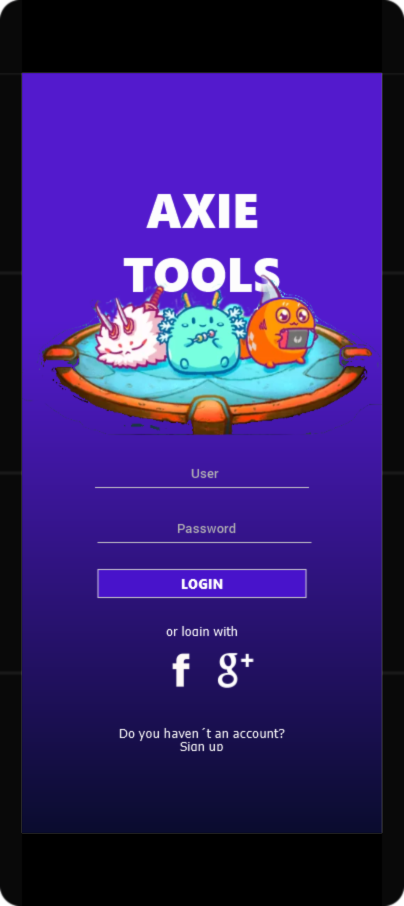 AXIE
TOOLS
User
Password
LOGIN
or login with
f g+
Do you haven´t an account?
Sign up